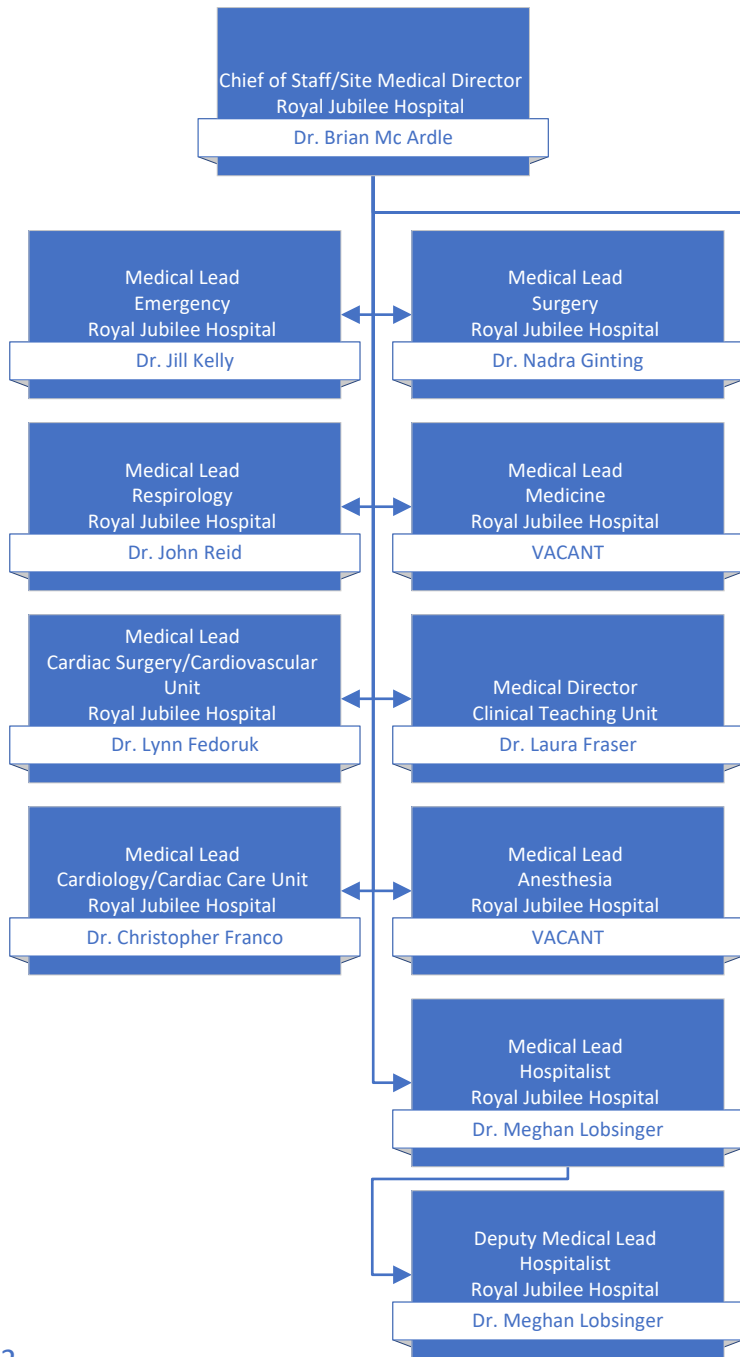 Chief of Staff/Site Medical Director
Royal Jubilee Hospital
Dr. Brian Mc Ardle
Medical Lead
Emergency
Royal Jubilee Hospital
Dr. Jill Kelly
Medical Lead
Surgery
Royal Jubilee Hospital
Dr. Nadra Ginting
Medical Lead
Respirology
Royal Jubilee Hospital
Dr. John Reid
Medical Lead
Medicine
Royal Jubilee Hospital
VACANT
Medical Lead
Cardiac Surgery/Cardiovascular
Unit
Royal Jubilee Hospital
Dr. Lynn Fedoruk
Medical Director
Clinical Teaching Unit
Dr. Laura Fraser
Medical Lead
Cardiology/Cardiac Care Unit
Royal Jubilee Hospital
Dr. Christopher Franco
Medical Lead
Anesthesia
Royal Jubilee Hospital
VACANT
Medical Lead
Hospitalist
Royal Jubilee Hospital
Dr. Meghan Lobsinger
Deputy Medical Lead
Hospitalist
Royal Jubilee Hospital
Dr. Meghan Lobsinger